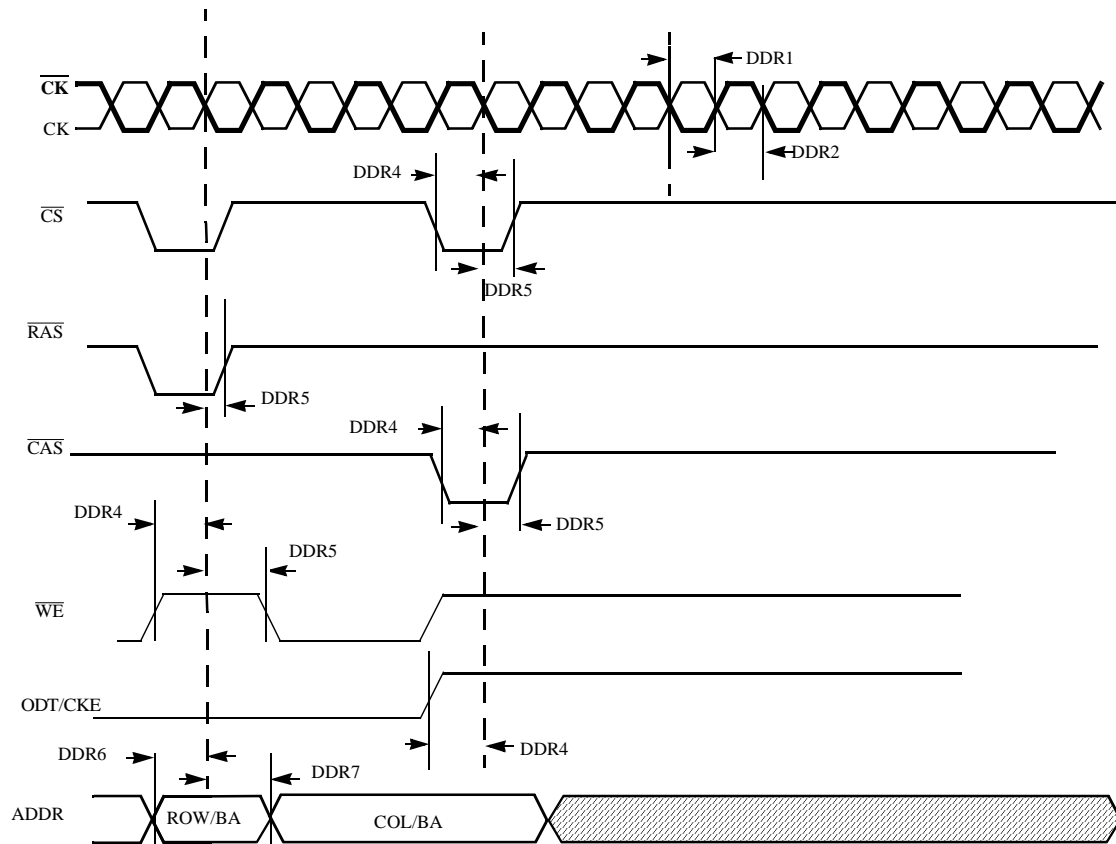 DDR1
CK
CK
DDR2
DDR4
CS
DDR5
RAS
DDR5
DDR4
CAS
DDR4
DDR5
DDR5
WE
ODT/CKE
DDR4
DDR6
DDR7
ADDR
ROW/BA
COL/BA